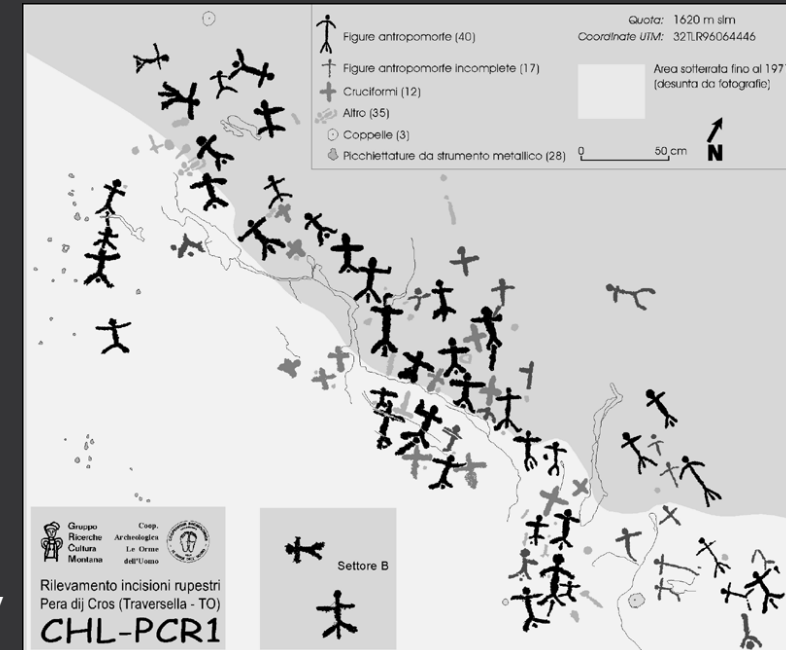 Figure antropomorfe (40)
Figure antropomorfe incomplete (17)
Cruciformi (12)
Altro (35)
Coppelle (3)
Picchiettature da strumento metallico (28)
Quota: 1620 m slm
Coordinate UTM: 32TLR96064446
Area sotterrata fino al 1971
(desunta da fotografie)
0 50 cm
N
Gruppo
Ricerche
Cultura
Montana
Coop.
Archeologica
Le Orme
dell'Uomo
Rilevamento incisioni rupestri
Pera dij Cros (Traversella - TO)
CHL-PCR1
Settore B